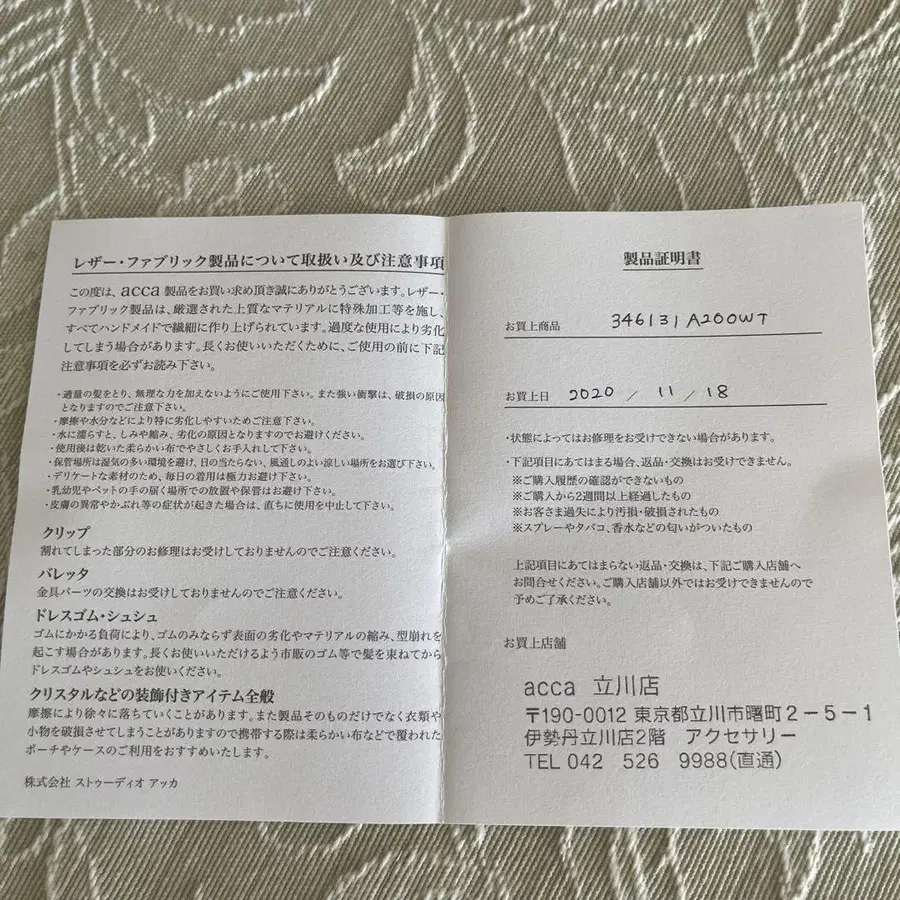 レザー・ファブリック製品について取扱い及び注意事項
この度は、acca製品をお買い求め頂き誠にありがとうございます。レザー・
ファブリック製品は、厳選された上質なマテリアルに特殊加工等を施し、
すべてハンドメイドで繊細に作り上げられています。過度な使用により劣化
してしまう場合があります。長くお使いいただくために、ご使用の前に下記
注意事項を必ずお読み下さい。
・適量の髪をとり、無理な力を加えないようにご使用下さい。また強い衝撃は、破損の原因
となりますのでご注意下さい。
・摩擦や水分などにより特に劣化しやすいためご注意下さい。
・水に濡らすと、しみや縮み、劣化の原因となりますのでお避けください。
・使用後は乾いた柔らかい布でやさしくお手入れして下さい。
・保管場所は湿気の多い環境を避け、日の当たらない、風通しのよい涼しい場所をお選び下さい。
・デリケートな素材のため、毎日の着用は極力お避け下さい。
・乳幼児やペットの手の届く場所での放置や保管はお避け下さい。
・皮膚の異常やかぶれ等の症状が起きた場合は、直ちに使用を中止して下さい。
クリップ
割れてしまった部分のお修理はお受けしておりませんのでご注意ください。
バレッタ
金具パーツの交換はお受けしておりませんのでご注意ください。
ドレスゴム・シュシュ
ゴムにかかる負荷により、ゴムのみならず表面の劣化やマテリアルの縮み、型崩れを
起こす場合があります。長くお使いいただけるよう市販のゴム等で髪を束ねてから
ドレスゴムやシュシュをお使いください。
クリスタルなどの装飾付きアイテム全般
摩擦により徐々に落ちていくことがあります。また製品そのものだけでなく衣類や
小物を破損させてしまうことがありますので携帯する際は柔らかい布などで覆われた
ポーチやケースのご利用をおすすめいたします。
株式会社 ストゥーディオ アッカ
製品証明書
お買上商品 346131A200WT
お買上日 2020 / 11 / 18
・状態によってはお修理をお受けできない場合があります。
・下記項目にあてはまる場合、返品・交換はお受けできません。
※ご購入履歴の確認ができないもの
※ご購入から2週間以上経過したもの
※お客さま過失により汚損・破損されたもの
※スプレーやタバコ、香水などの匂いがついたもの
上記項目にあてはまらない返品・交換は、下記ご購入店舗へ
お問合せください。ご購入店舗以外ではお受けできませんので
予めご了承ください。
お買上店舗
acca 立川店
〒190-0012 東京都立川市曙町2-5-1
伊勢丹立川店2階 アクセサリー
TEL 042 526 9988(直通)